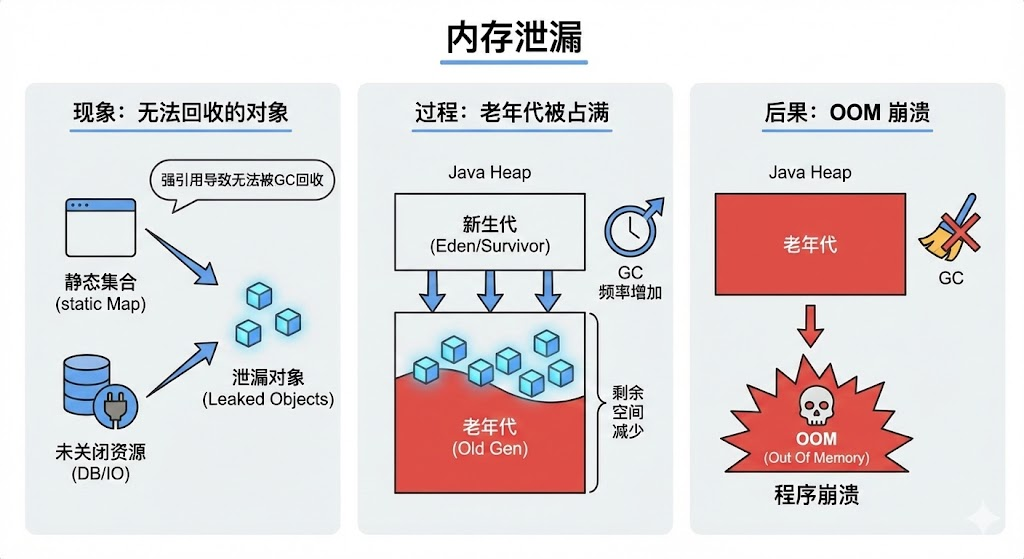 内存泄漏
现象：无法回收的对象
强引用导致无法被GC回收
静态集合
(static Map)
泄漏对象
(Leaked Objects)
未关闭资源
(DB/IO)
过程：老年代被占满
Java Heap
新生代
(Eden/Survivor)
GC
频率增加
剩余
空间
减少
老年代
(Old Gen)
后果：OOM 崩溃
Java Heap
老年代
GC
OOM
(Out Of Memory)
程序崩溃